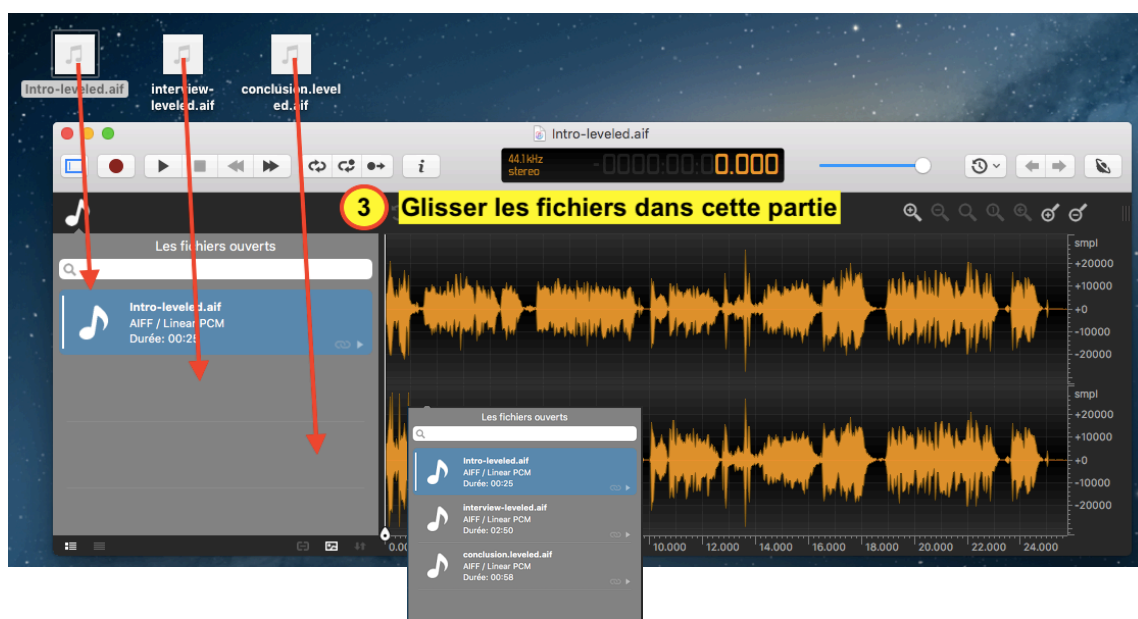 Intro-leveled.aif
interview-
leveled.aif
conclusion.level
ed.aif
Intro-leveled.aif
i
44.1 kHz
stereo
-0000:00:00.000
3
Glisser les fichiers dans cette partie
Les fichiers ouverts
Intro-leveled.aif
AIFF / Linear PCM
Durée: 00:25
smpl
+20000
+10000
+0
-10000
-20000
smpl
+20000
+10000
+0
-10000
-20000
10.000 12.000 14.000 16.000 18.000 20.000 22.000 24.000
Les fichiers ouverts
Intro-leveled.aif
AIFF / Linear PCM
Durée: 00:25
interview-leveled.aif
AIFF / Linear PCM
Durée: 02:50
conclusion.leveled.aif
AIFF / Linear PCM
Durée: 00:58